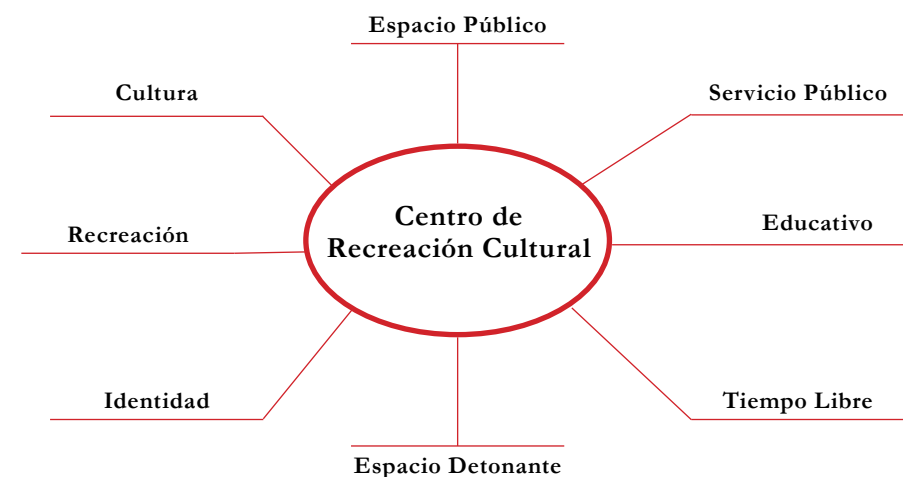 Espacio Público
Cultura
Servicio Público
Centro de
Recreación Cultural
Educativo
Recreación
Identidad
Tiempo Libre
Espacio Detonante